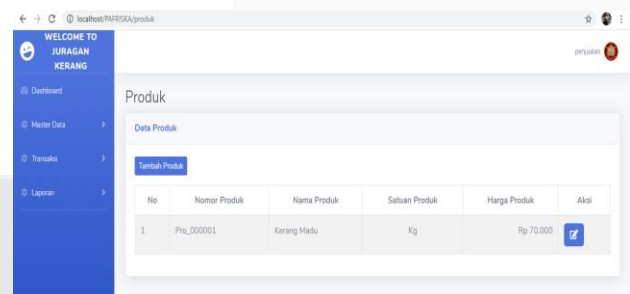 localhost/PAFRISKA/produk
WELCOME TO
JURAGAN
KERANG
penjualan
Dashboard
Master Data
Transaksi
Laporan
Produk
Data Produk
Tambah Produk
No Nomor Produk Nama Produk Satuan Produk Harga Produk Aksi
1 Pro_000001 Kerang Madu Kg Rp 70.000